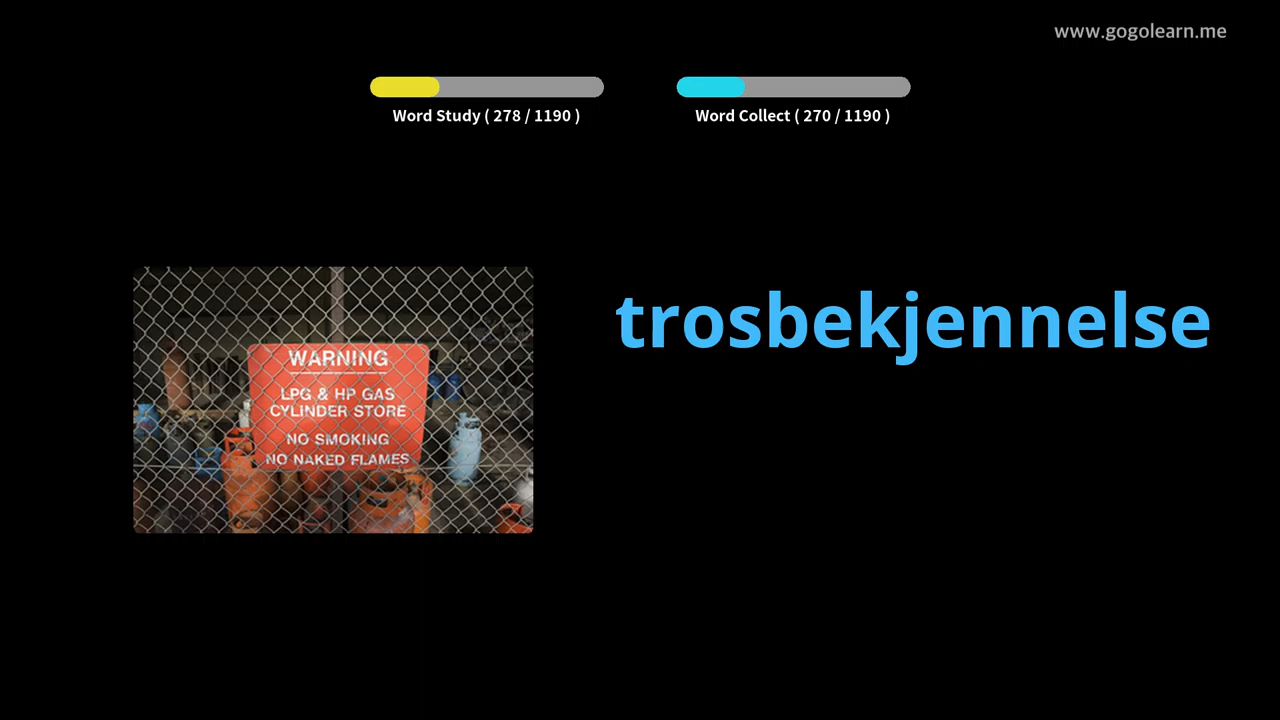 www.gogolearn.me
Word Study ( 278 / 1190 )
Word Collect ( 270 / 1190 )
trosbekjennelse
WARNING
LPG & HP GAS
CYLINDER STORE
NO SMOKING
NO NAKED FLAMES